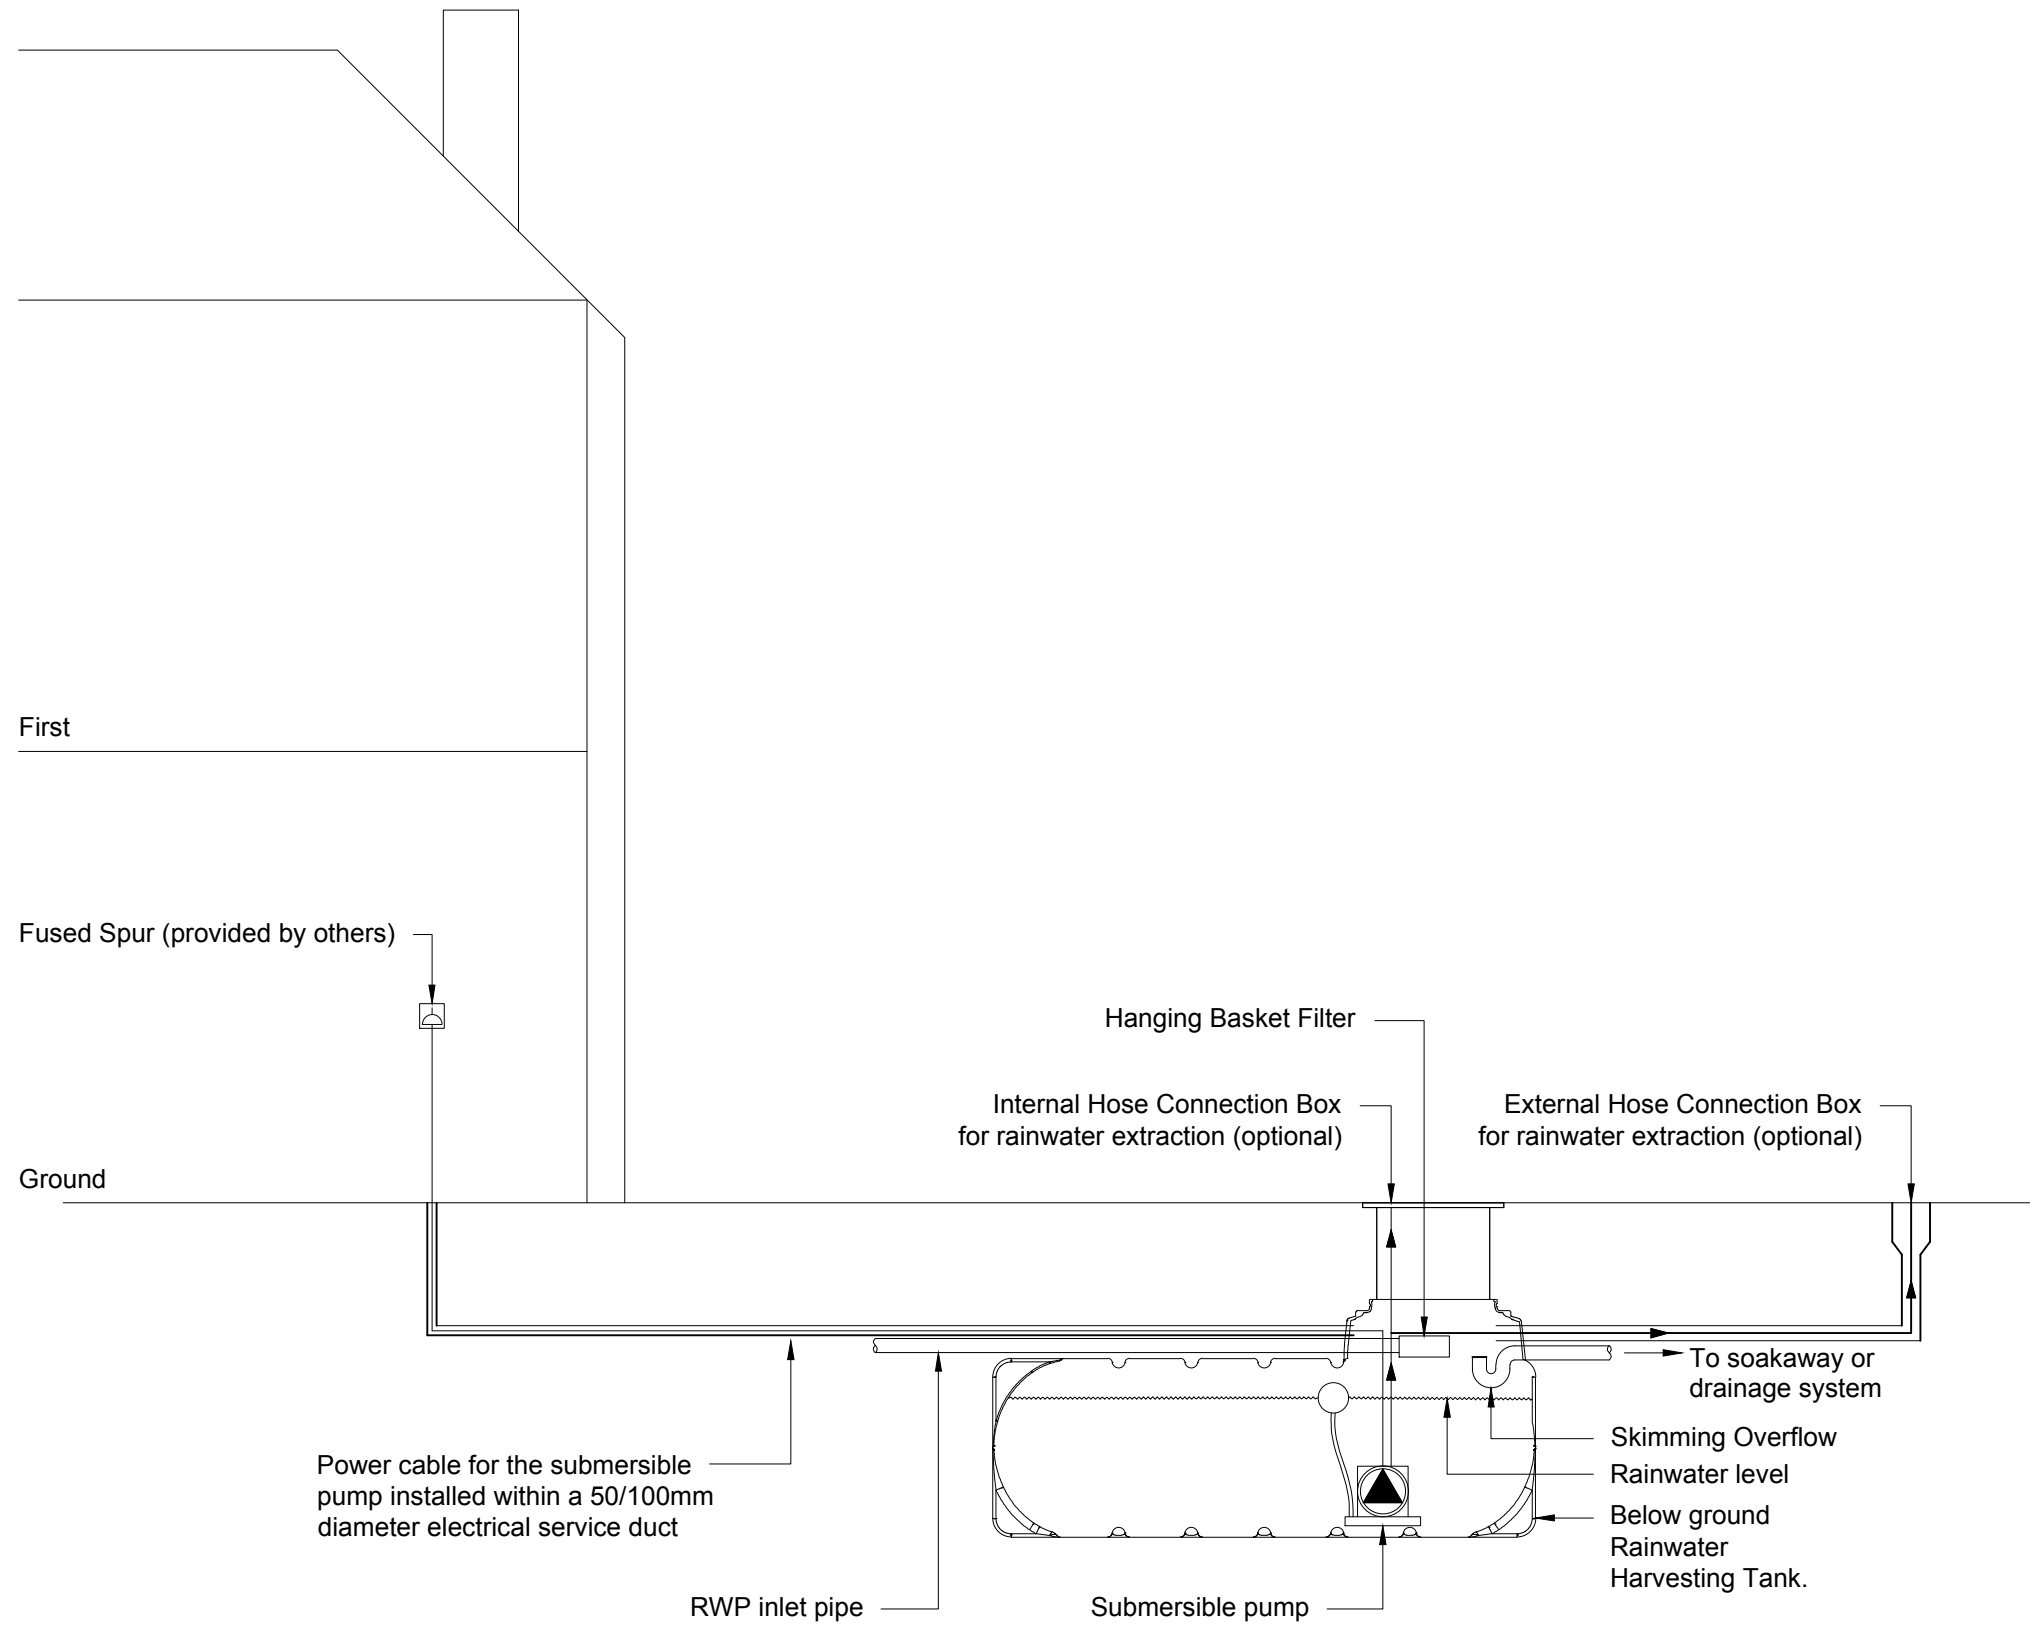 First
Fused Spur (provided by others)
Hanging Basket Filter
Internal Hose Connection Box
for rainwater extraction (optional)
External Hose Connection Box
for rainwater extraction (optional)
Ground
To soakaway or
drainage system
Skimming Overflow
Rainwater level
Below ground
Rainwater
Harvesting Tank.
Power cable for the submersible
pump installed within a 50/100mm
diameter electrical service duct
RWP inlet pipe
Submersible pump